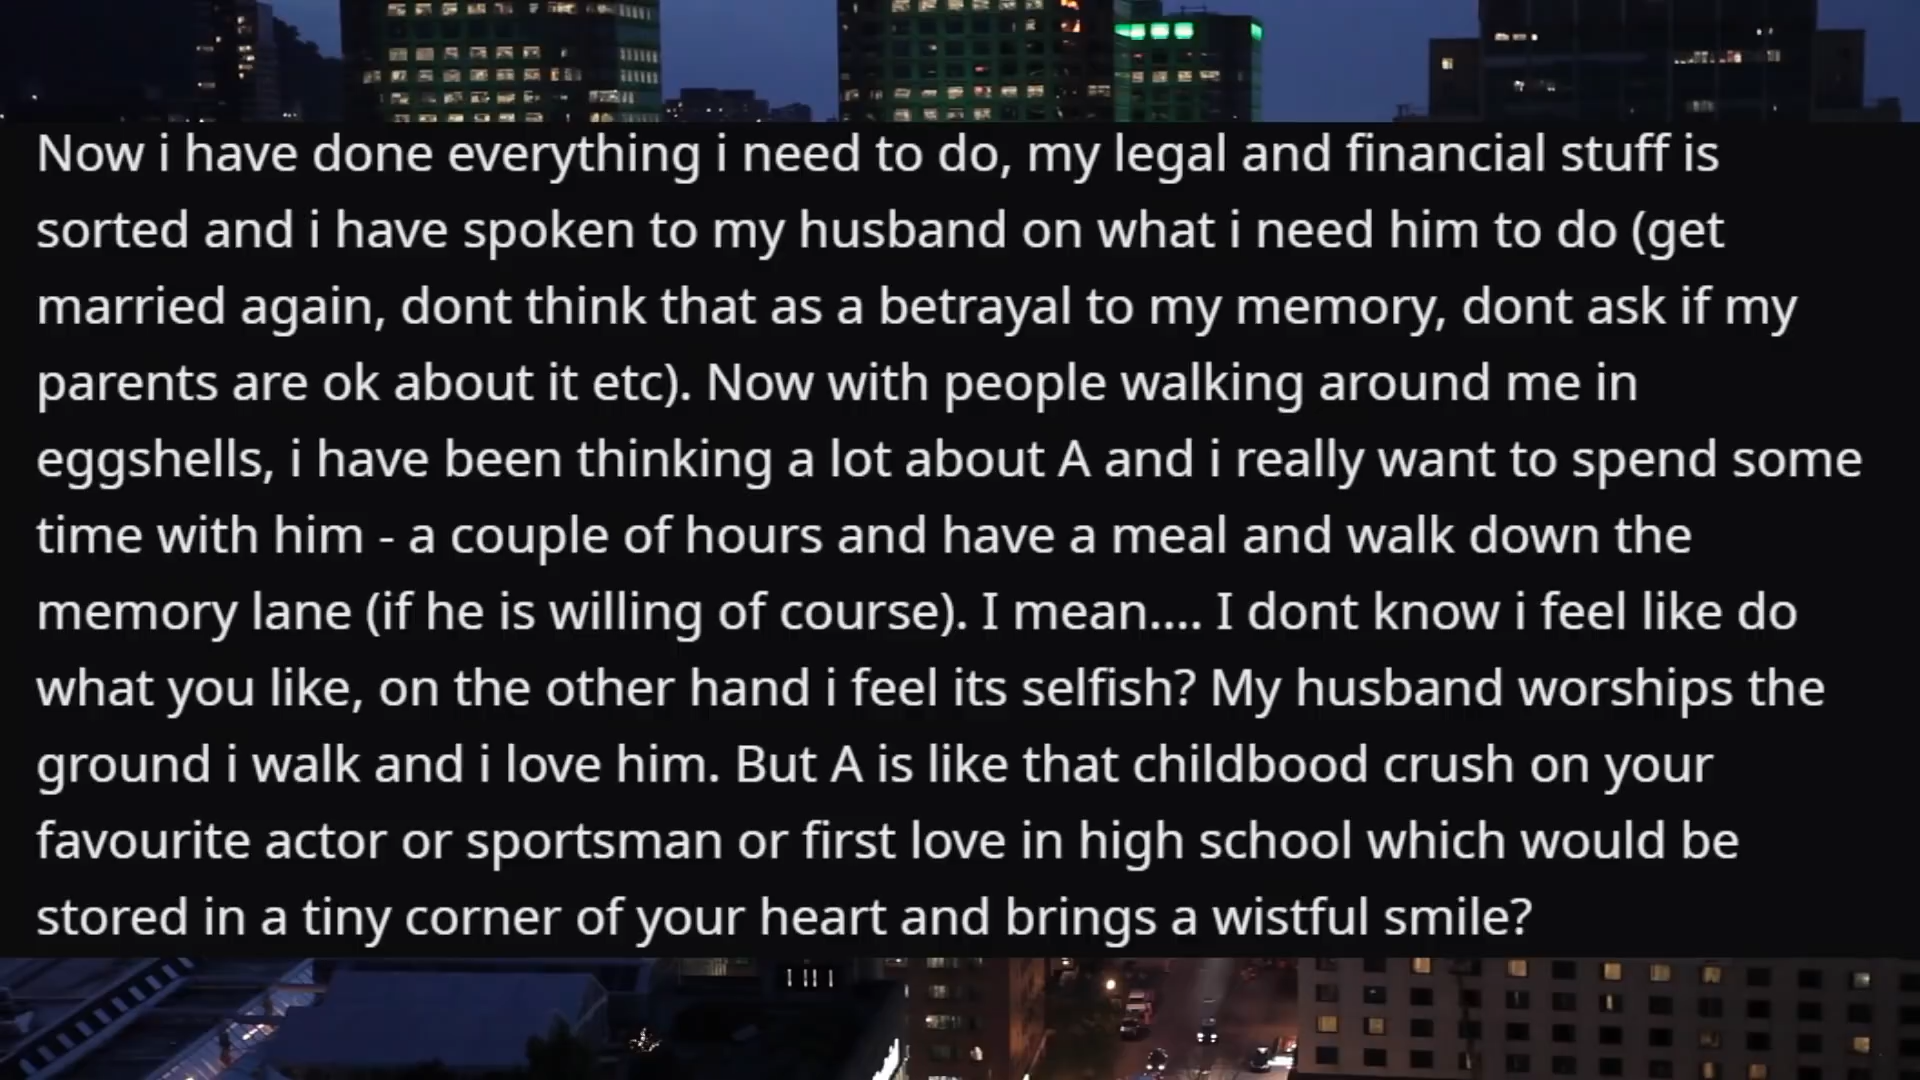 Now i have done everything i need to do, my legal and financial stuff is
sorted and i have spoken to my husband on what i need him to do (get
married again, dont think that as a betrayal to my memory, dont ask if my
parents are ok about it etc). Now with people walking around me in
eggshells, i have been thinking a lot about A and i really want to spend some
time with him - a couple of hours and have a meal and walk down the
memory lane (if he is willing of course). I mean.... I dont know i feel like do
what you like, on the other hand i feel its selfish? My husband worships the
ground i walk and i love him. But A is like that childbood crush on your
favourite actor or sportsman or first love in high school which would be
stored in a tiny corner of your heart and brings a wistful smile?